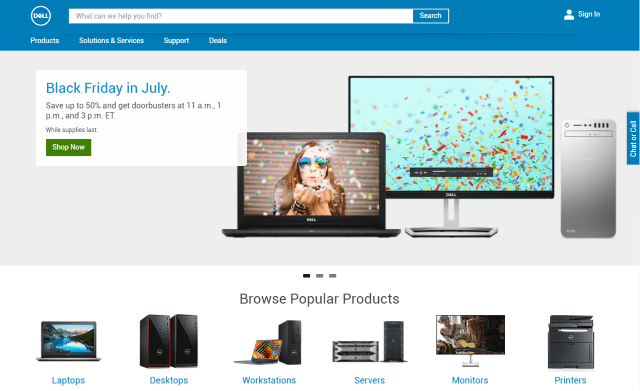 DELL
What can we help you find?
Search
Sign In
Products
Solutions & Services
Support
Deals
Black Friday in July.
Save up to 50% and get doorbusters at 11 a.m., 1
p.m., and 3 p.m. ET.
While supplies last
Shop Now
DELL
DELL
Chat or Call
Browse Popular Products
Laptops
Desktops
Workstations
Servers
Monitors
Printers